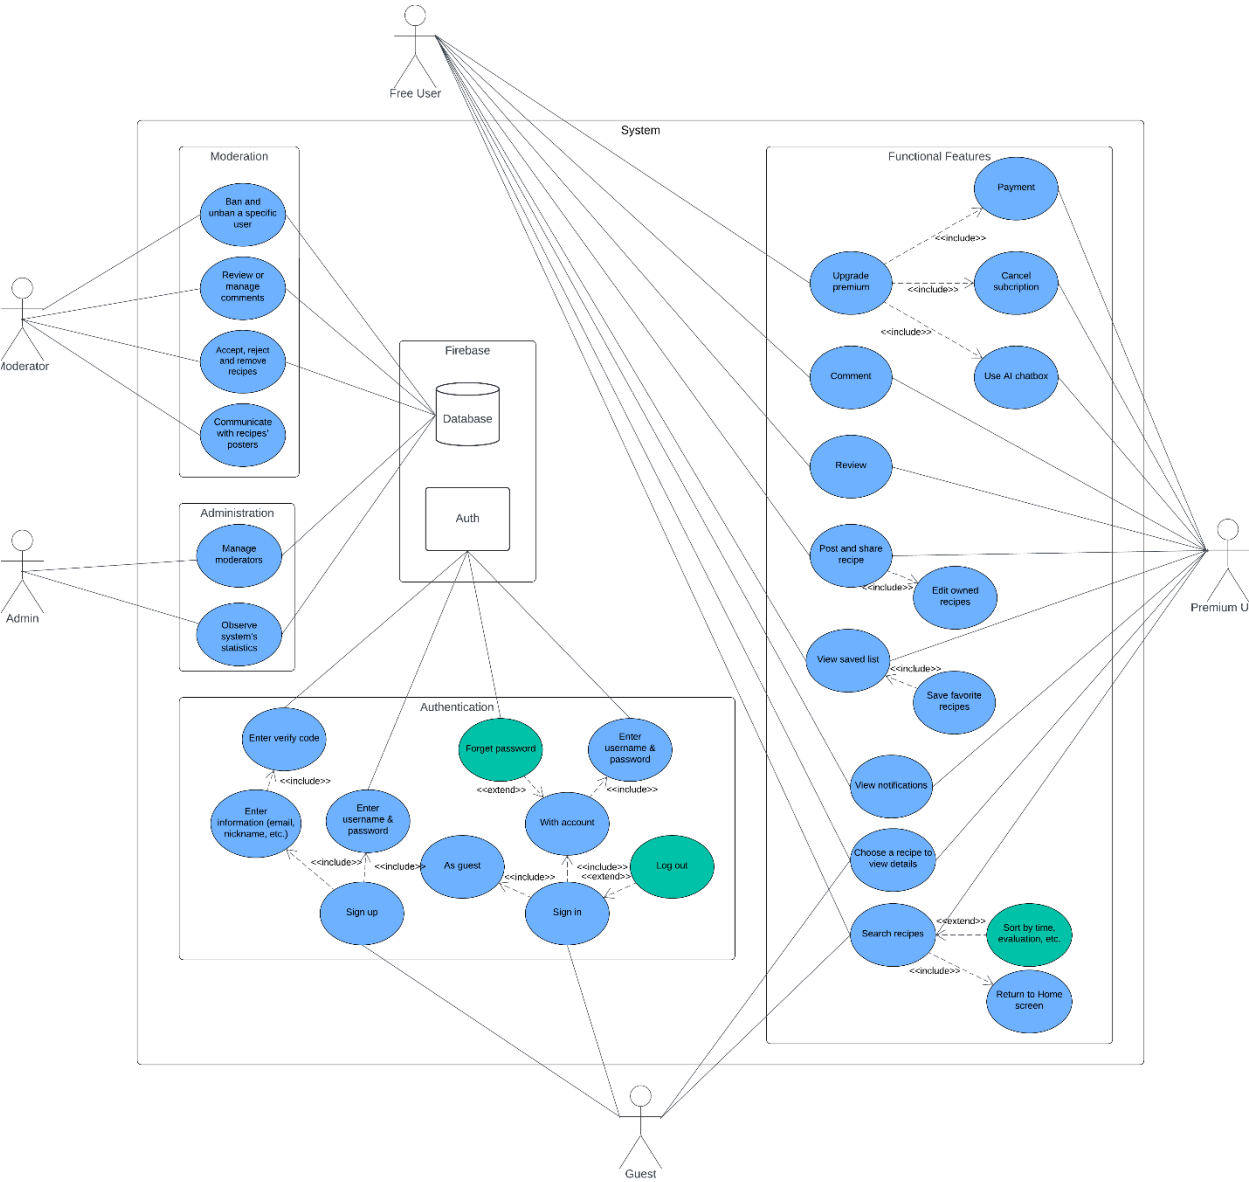 Free User
System
Moderation
Ban and
unban a specific
user
Review or
manage
comments
Accept, reject
and remove
recipes
Communicate
with recipes'
posters
Moderator
Administration
Manage
moderators
Observe
system's
statistics
Admin
Firebase
Database
Auth
Authentication
Enter verify code
<<include>>
Enter
information (email,
nickname, etc.)
Enter
username &
password
<<include>>
<<include>>
Sign up
Forget password
<<extend>>
Enter
username &
password
<<include>>
With account
As guest
<<include>>
<<include>>
<<extend>>
Log out
Sign in
Functional Features
Payment
<<include>>
Upgrade
premium
<<include>>
Cancel
subcription
<<include>>
Use AI chatbox
Comment
Review
Post and share
recipe
<<include>>
Edit owned
recipes
View saved list
<<include>>
Save favorite
recipes
View notifications
Choose a recipe to
view details
Search recipes
<<extend>>
Sort by time,
evaluation, etc.
<<include>>
Return to Home
screen
Premium U
Guest